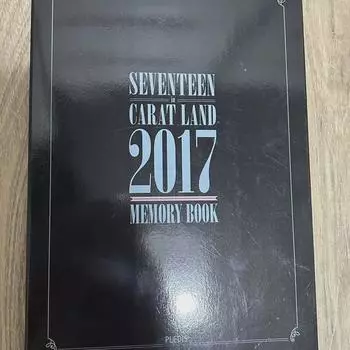 SEVENTEEN
in
CARAT LAND
2017
MEMORY BOOK
PLEDIS